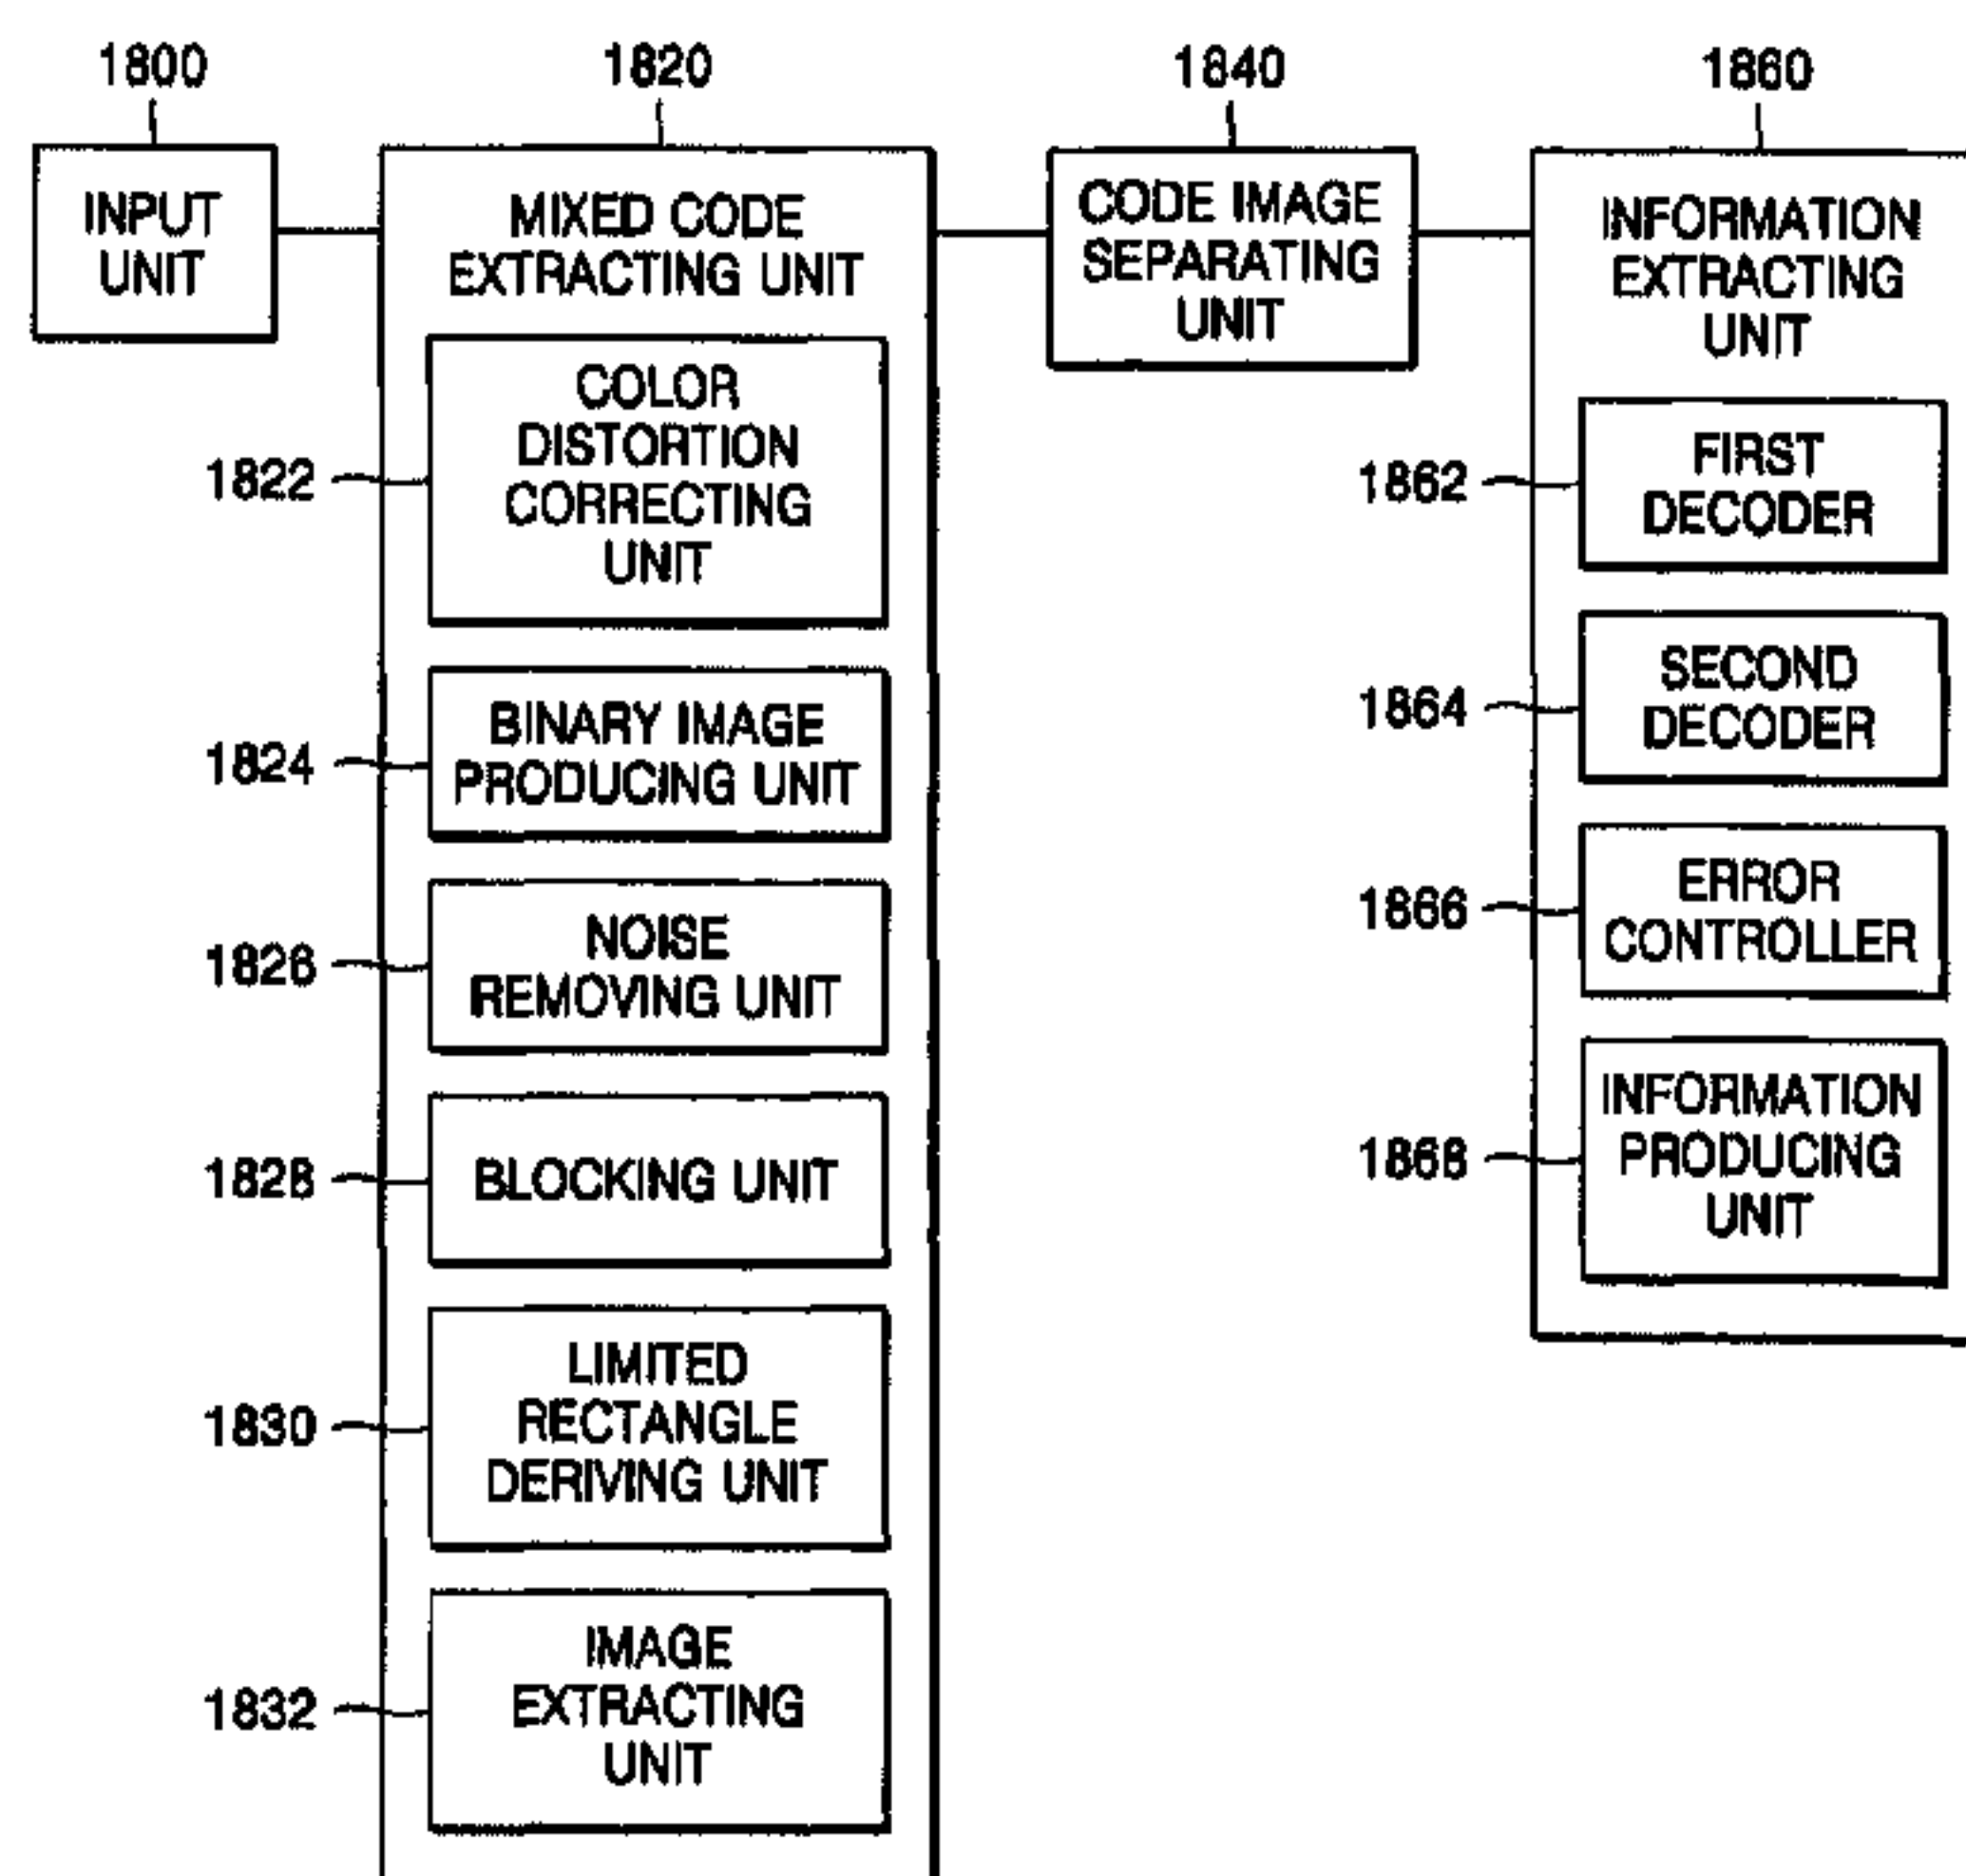 1800
1820
1840
1860
INPUT
UNIT
MIXED CODE
EXTRACTING UNIT
CODE IMAGE
SEPARATING
UNIT
INFORMATION
EXTRACTING
UNIT
1822
COLOR
DISTORTION
CORRECTING
UNIT
1824
BINARY IMAGE
PRODUCING UNIT
1826
NOISE
REMOVING UNIT
1828
BLOCKING UNIT
1830
LIMITED
RECTANGLE
DERIVING UNIT
1832
IMAGE
EXTRACTING
UNIT
1862
FIRST
DECODER
1864
SECOND
DECODER
1866
ERROR
CONTROLLER
1868
INFORMATION
PRODUCING
UNIT